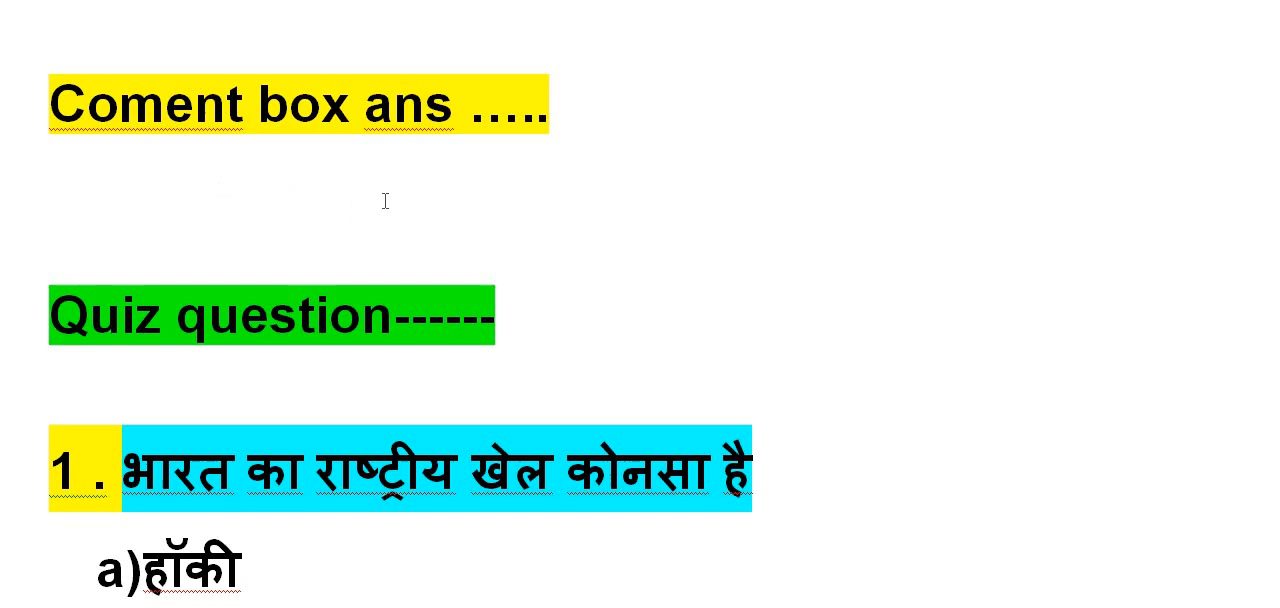 Coment box ans …..
Quiz question------
1 . भारत का राष्ट्रीय खेल कोनसा है
a)हॉकी